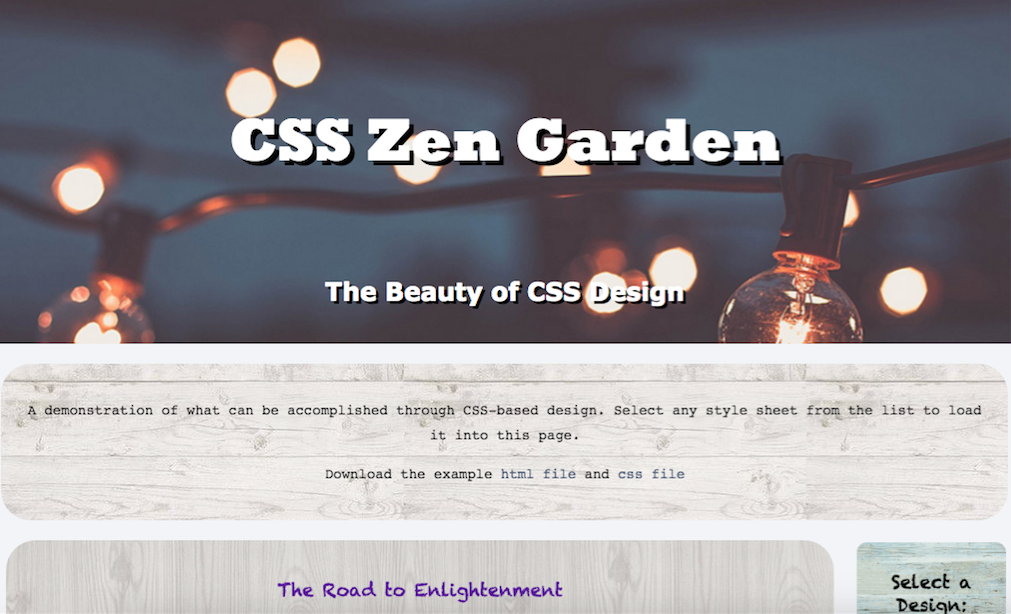 CSS Zen Garden
The Beauty of CSS Design
A demonstration of what can be accomplished through CSS-based design. Select any style sheet from the list to load
it into this page.
Download the example html file and css file
The Road to Enlightenment
Select a
Design: